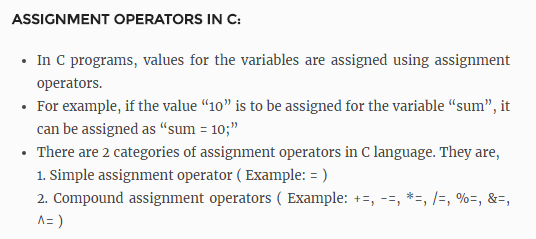 ASSIGNMENT OPERATORS IN C:
• In C programs, values for the variables are assigned using assignment
operators.
• For example, if the value “10” is to be assigned for the variable “sum”, it
can be assigned as “sum = 10;”
• There are 2 categories of assignment operators in C language. They are,
1. Simple assignment operator ( Example: = )
2. Compound assignment operators ( Example: +=, -=, *=, /=, %=, &=,
^= )